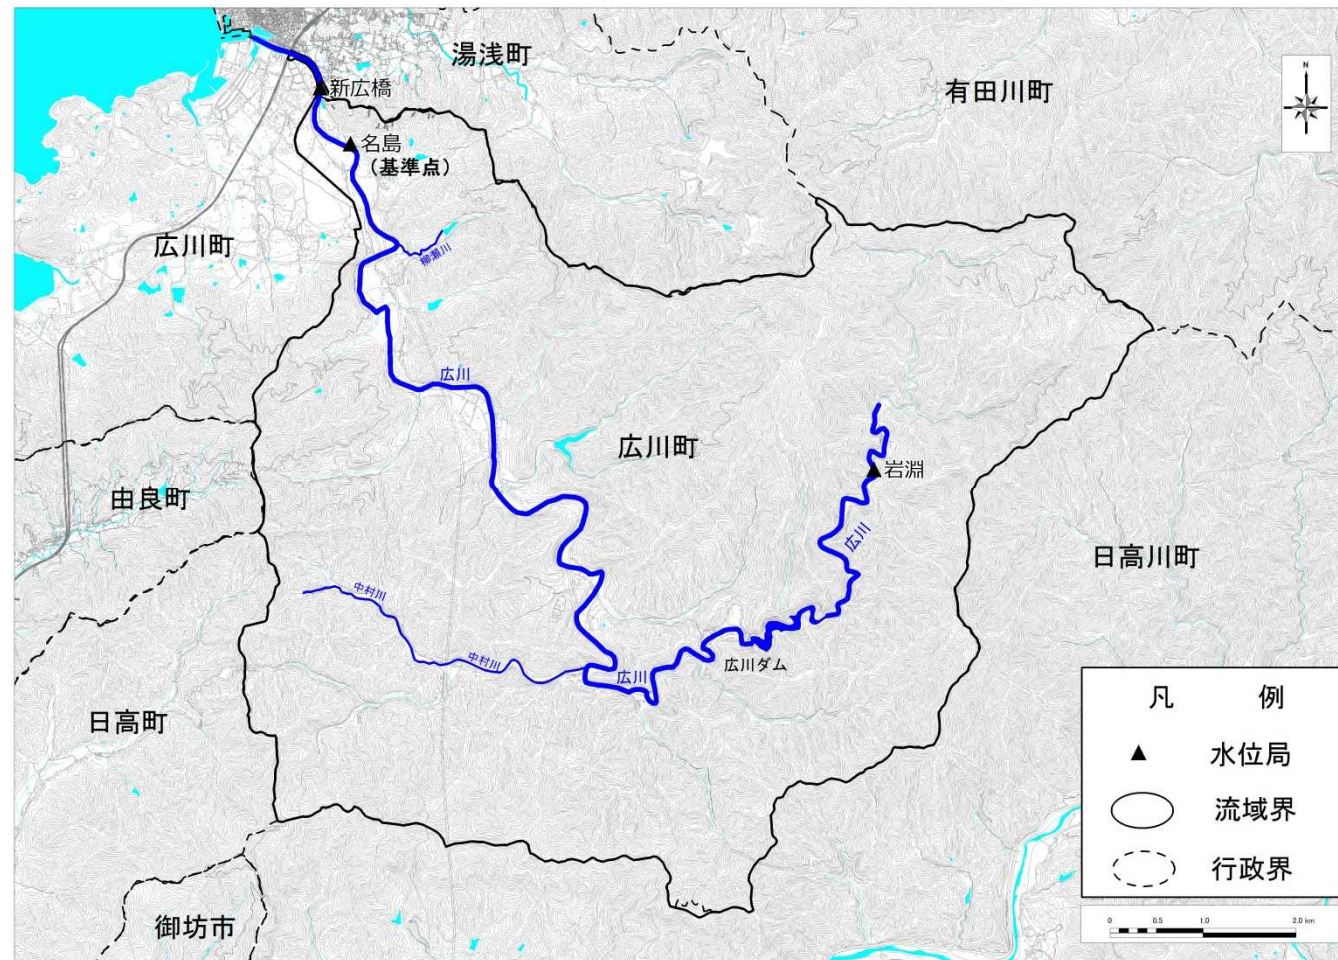 湯浅町
有田川町
N
新広橋
名島
(基準点)
広川町
柳瀬川
広川
広川町
岩淵
由良町
広川
日高川町
中村川
中村川
広川
広川ダム
日高町
御坊市
凡 例
水位局
流域界
行政界
0 0.5 1.0 2.0 km